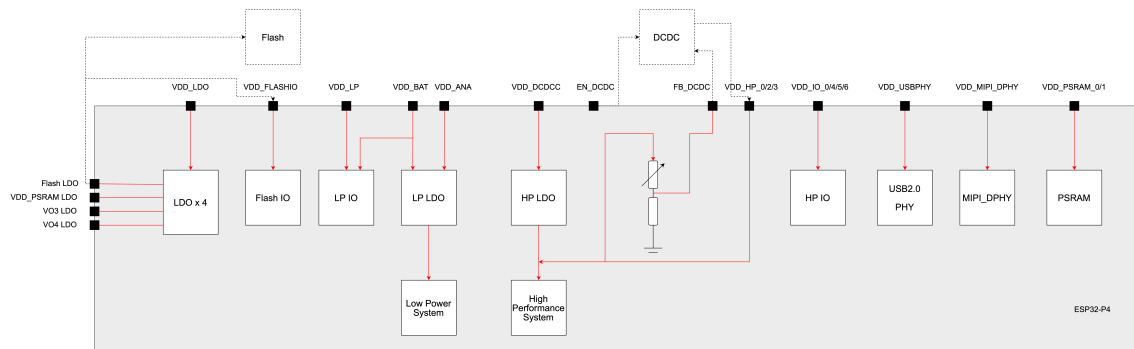 Flash
DCDC
VDD_LDO
VDD_FLASHIO
VDD_LP
VDD_BAT
VDD_ANA
VDD_DCDCC
EN_DCDC
FB_DCDC
VDD_HP_0/2/3
VDD_IO_0/4/5/6
VDD_USBPHY
VDD_MIPI_DPHY
VDD_PSRAM_0/1
Flash LDO
VDD_PSRAM LDO
VO3 LDO
VO4 LDO
LDO x 4
Flash IO
LP IO
LP LDO
HP LDO
HP IO
USB2.0
PHY
MIPI_DPHY
PSRAM
Low Power
System
High
Performance
System
ESP32-P4